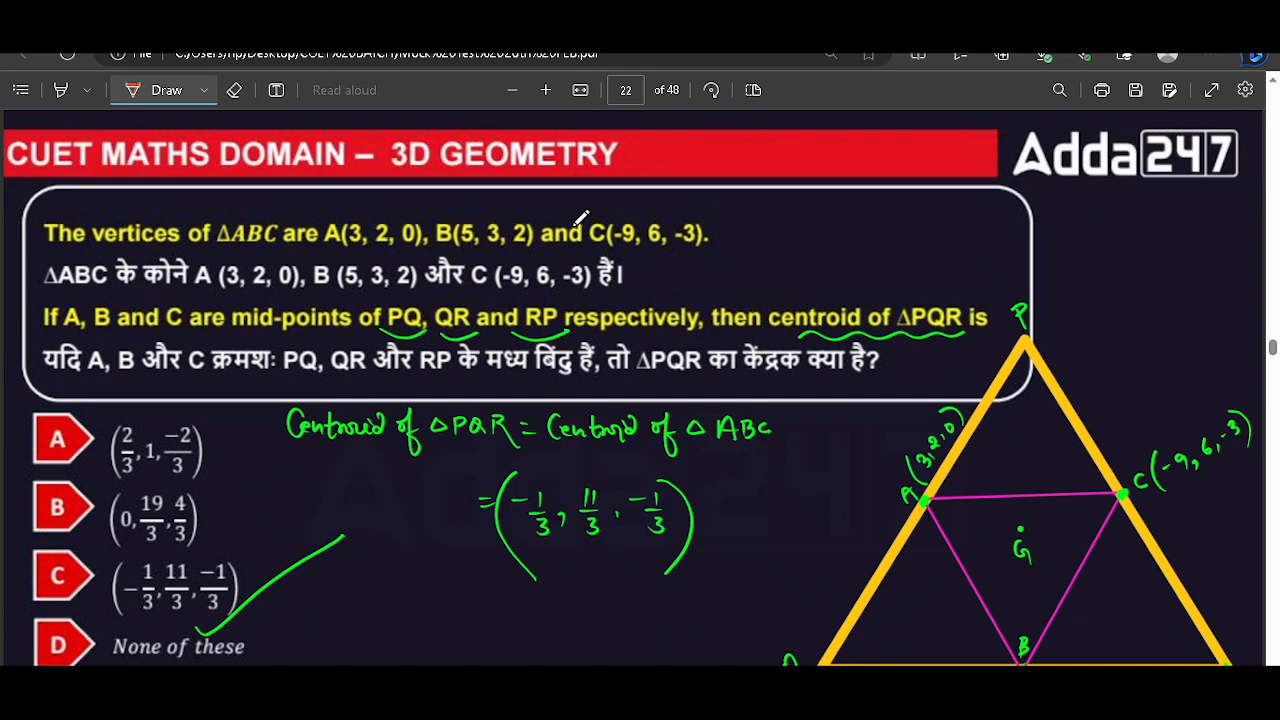 Read aloud
22 of 48
Draw
CUET MATHS DOMAIN – 3D GEOMETRY
Adda247
The vertices of ΔABC are A(3, 2, 0), B(5, 3, 2) and C(-9, 6, -3).
ΔABC के कोने A (3, 2, 0), B (5, 3, 2) और C (-9, 6, -3) हैं।
If A, B and C are mid-points of PQ, QR and RP respectively, then centroid of ΔPQR is
यदि A, B और C क्रमशः PQ, QR और RP के मध्य बिंदु हैं, तो ΔPQR का केंद्रक क्या है?
P
Centroid of ΔPQR = Centroid of Δ ABC
= (-1/3, 11/3, -1/3)
A (2/3, 1, -2/3)
B (0, 19/3, 4/3)
C (-1/3, 11/3, -1/3)
D None of these
A (3,2,0)
C (-9, 6, -3)
G
B